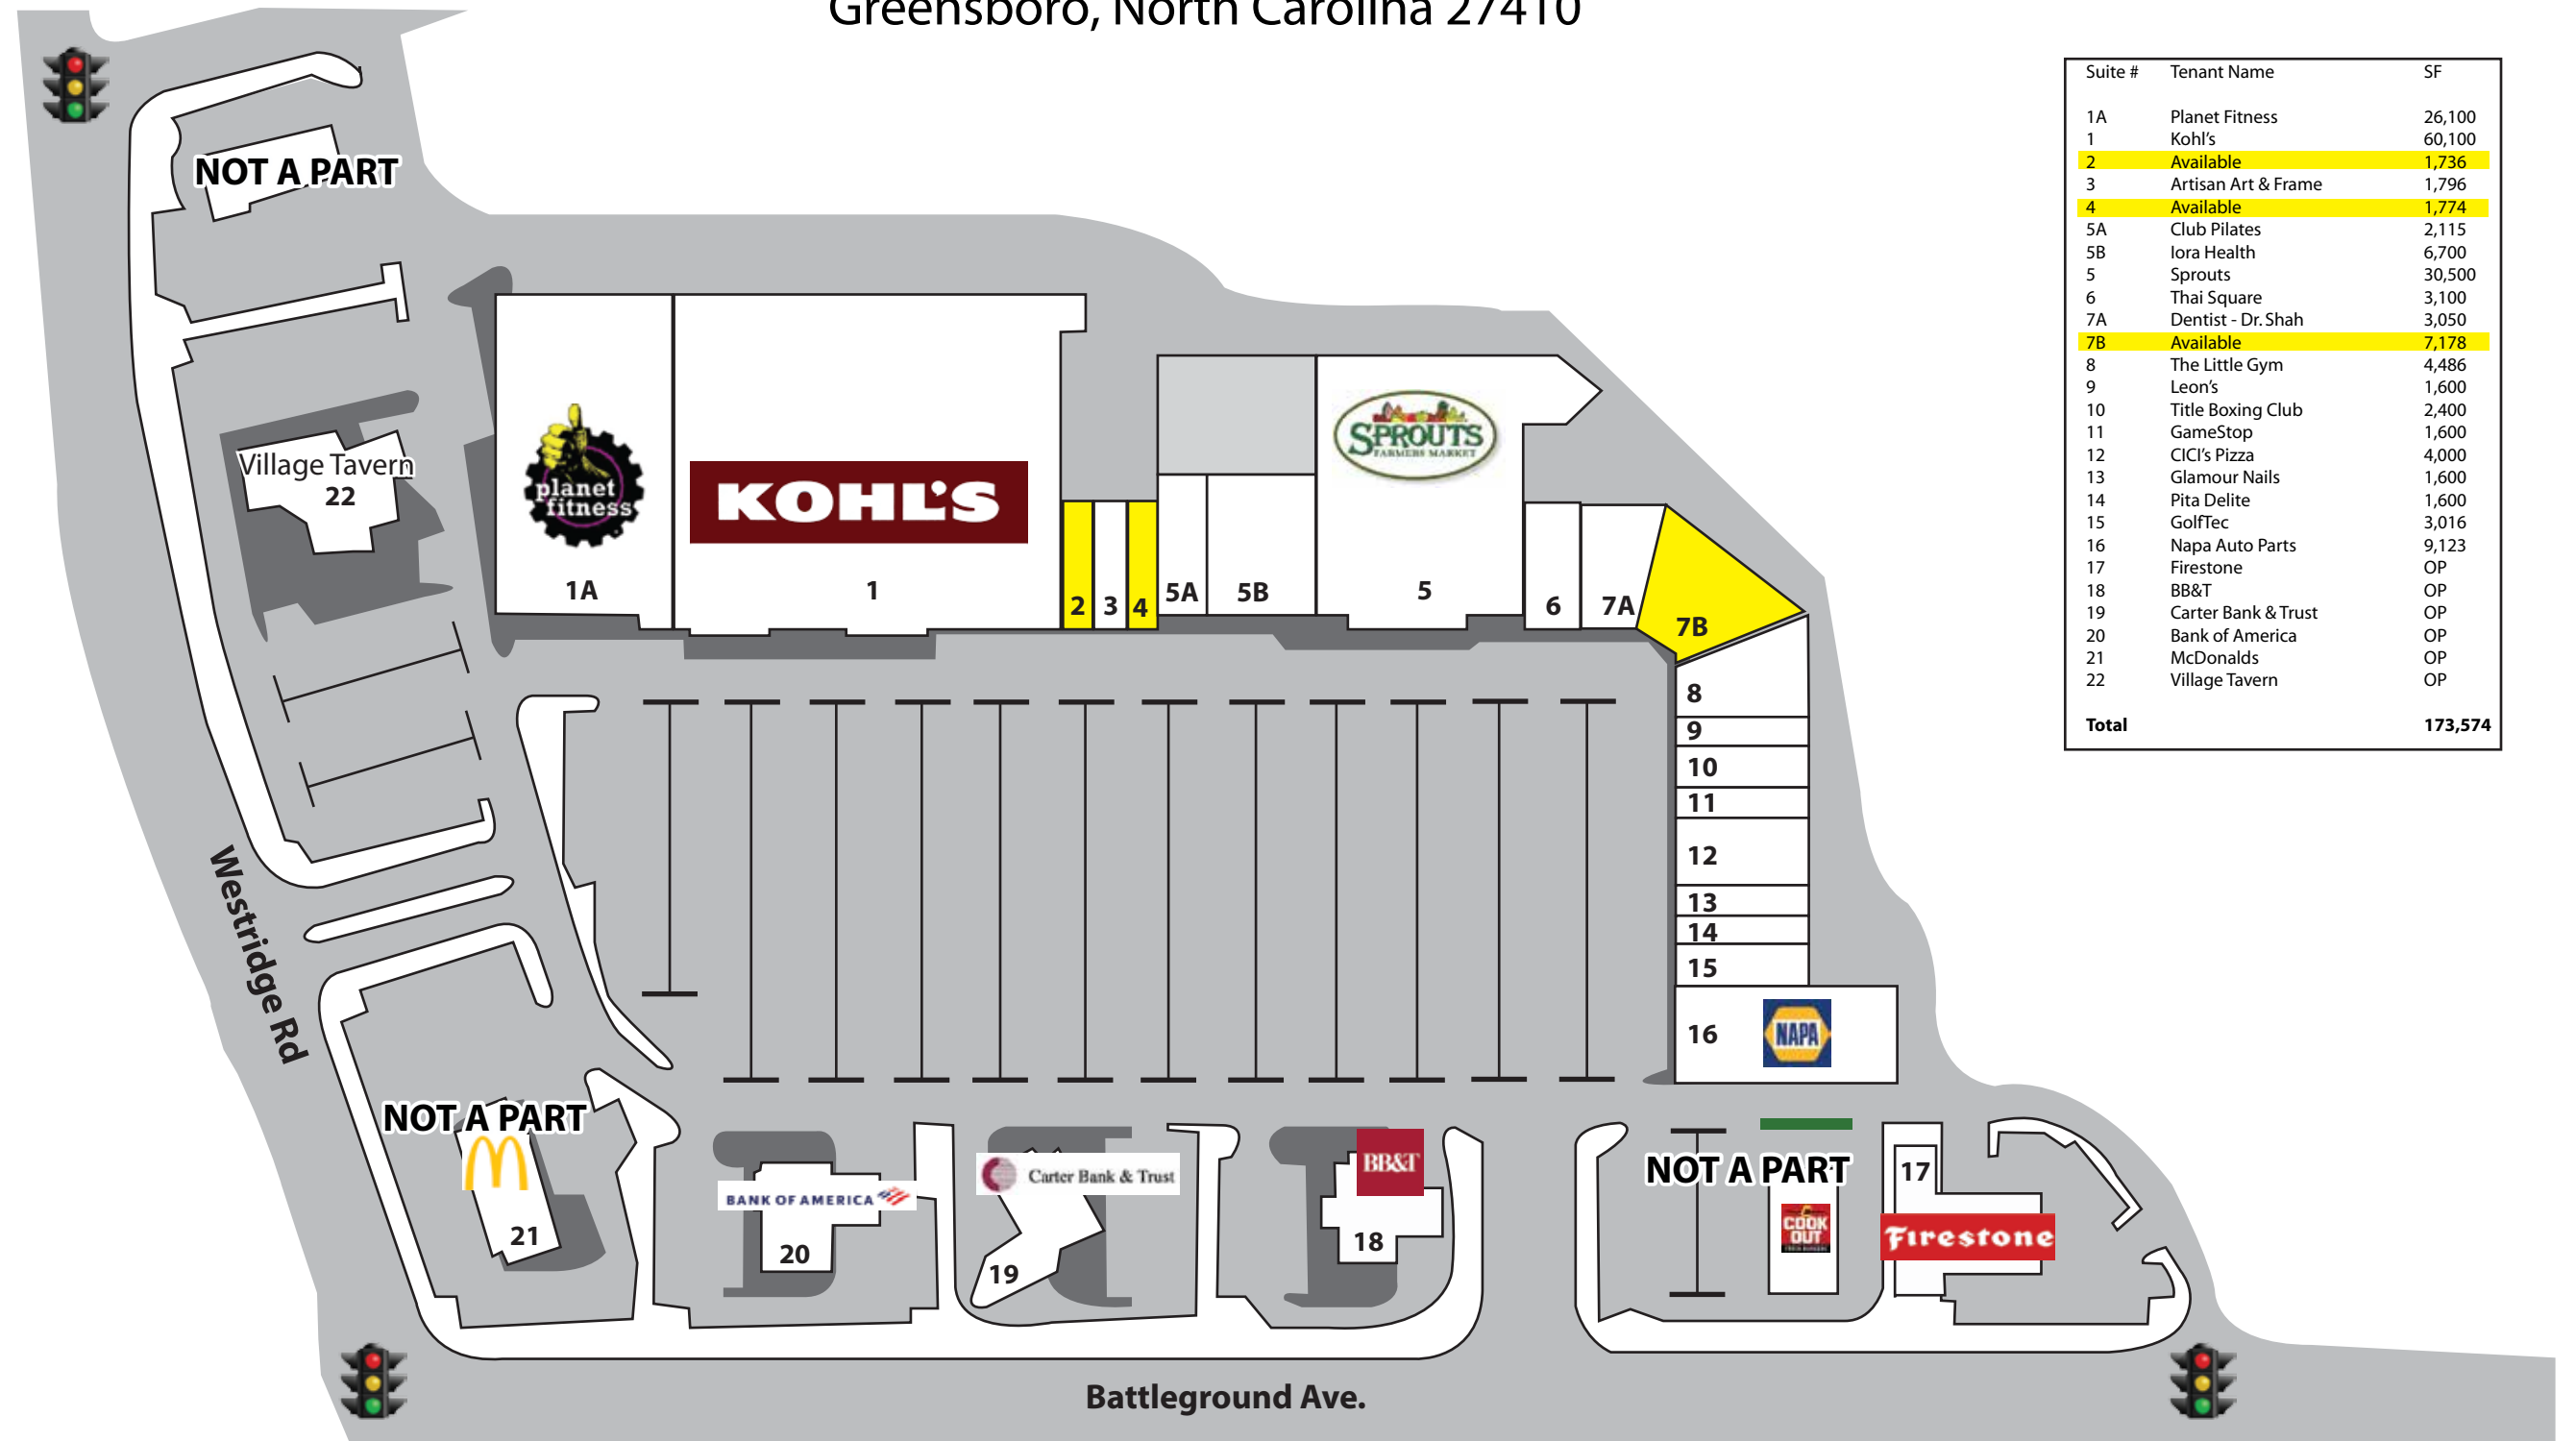 Greensboro, North Carolina 27410
Suite # Tenant Name SF
1A Planet Fitness 26,100
1 Kohl's 60,100
2 Available 1,736
3 Artisan Art & Frame 1,796
4 Available 1,774
5A Club Pilates 2,115
5B Iora Health 6,700
5 Sprouts 30,500
6 Thai Square 3,100
7A Dentist - Dr. Shah 3,050
7B Available 7,178
8 The Little Gym 4,486
9 Leon's 1,600
10 Title Boxing Club 2,400
11 GameStop 1,600
12 CICI's Pizza 4,000
13 Glamour Nails 1,600
14 Pita Delite 1,600
15 GolfTec 3,016
16 Napa Auto Parts 9,123
17 Firestone OP
18 BB&T OP
19 Carter Bank & Trust OP
20 Bank of America OP
21 McDonalds OP
22 Village Tavern OP
Total 173,574
NOT A PART
Village Tavern
22
planet
fitness
1A
KOHL'S
1
2
3
4
5A
5B
SPROUTS
FARMERS MARKET
5
6
7A
7B
8
9
10
11
12
13
14
15
16
NAPA
Westridge Rd
NOT A PART
21
BANK OF AMERICA
20
Carter Bank & Trust
19
BB&T
18
NOT A PART
COOK
OUT
17
Firestone
Battleground Ave.